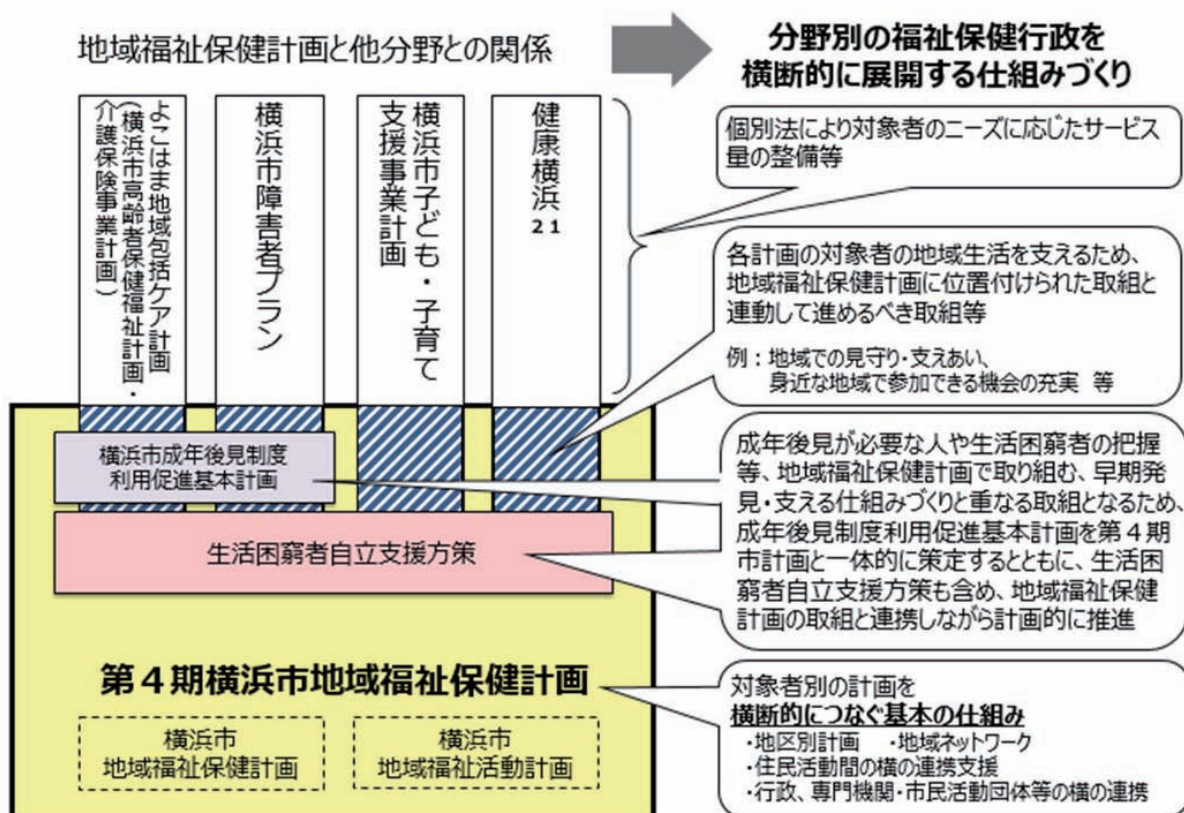 地域福祉保健計画と他分野との関係
分野別の福祉保健行政を
横断的に展開する仕組みづくり
よこはま地域包括ケア計画
(横浜市高齢者保健福祉計画・
介護保険事業計画)
横浜市障害者プラン
横浜市子ども・子育て
支援事業計画
健康横浜21
個別法により対象者のニーズに応じたサービス
量の整備等
各計画の対象者の地域生活を支えるため、
地域福祉保健計画に位置付けられた取組と
連動して進めるべき取組等
例：地域での見守り・支えあい、
身近な地域で参加できる機会の充実 等
横浜市成年後見制度
利用促進基本計画
生活困窮者自立支援方策
成年後見が必要な人や生活困窮者の把握
等、地域福祉保健計画で取り組む、早期発
見・支える仕組みづくりと重なる取組となるため、
成年後見制度利用促進基本計画を第４期
市計画と一体的に策定するとともに、生活困
窮者自立支援方策も含め、地域福祉保健
計画の取組と連携しながら計画的に推進
第４期横浜市地域福祉保健計画
横浜市
地域福祉保健計画
横浜市
地域福祉活動計画
対象者別の計画を
横断的につなぐ基本の仕組み
・地区別計画 ・地域ネットワーク
・住民活動間の横の連携支援
・行政、専門機関・市民活動団体等の横の連携